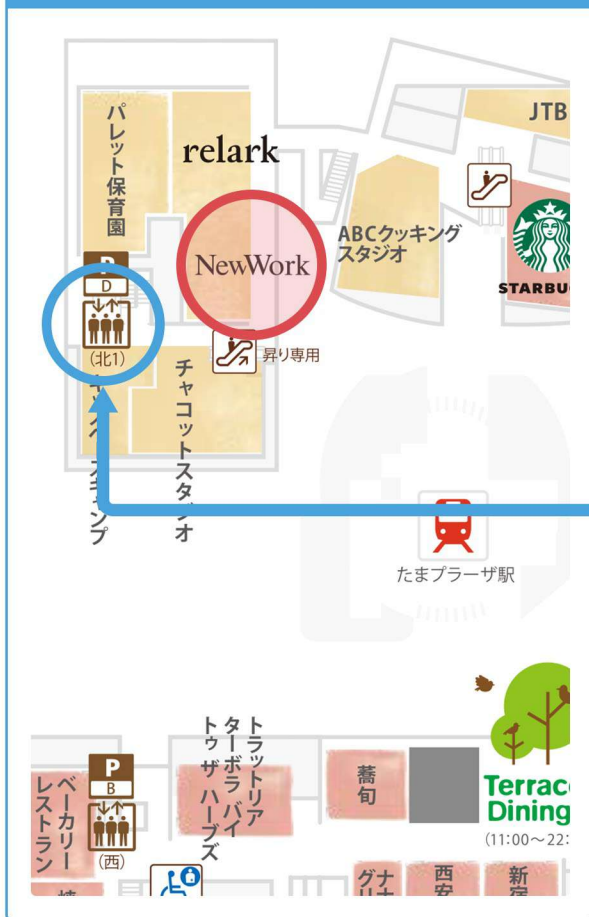 パレット保育園
relark
JTB
ABCクッキング
スタジオ
STARBU
NewWork
P
D
(北1)
昇り専用
チャコットスタジオ
たまプラーザ駅
トラットリア
ターボラ バイ
トゥ ザ ハーブズ
蕎旬
Terrac
Dining
(11:00～22:
P
B
(西)
ベーカリー
レストラン
西安
新宿